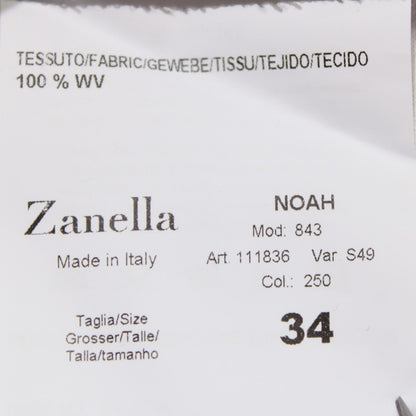 TESSUTO/FABRIC/GEWEBE/TISSU/TEJIDO/TECIDO
100 % WV
Zanella
Made in Italy
NOAH
Mod: 843
Art. 111836 Var S49
Col.: 250
Taglia/Size
Grosser/Talle/
Talla/tamanho
34